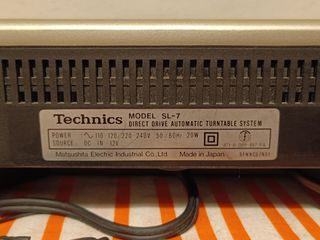 Technics MODEL SL-7
DIRECT DRIVE AUTOMATIC TURNTABLE SYSTEM
POWER 110-120/220-240V 50/60Hz 20W
SOURCE: DC IN 12V
Matsushita Electric Industrial Co., Ltd. Made in Japan